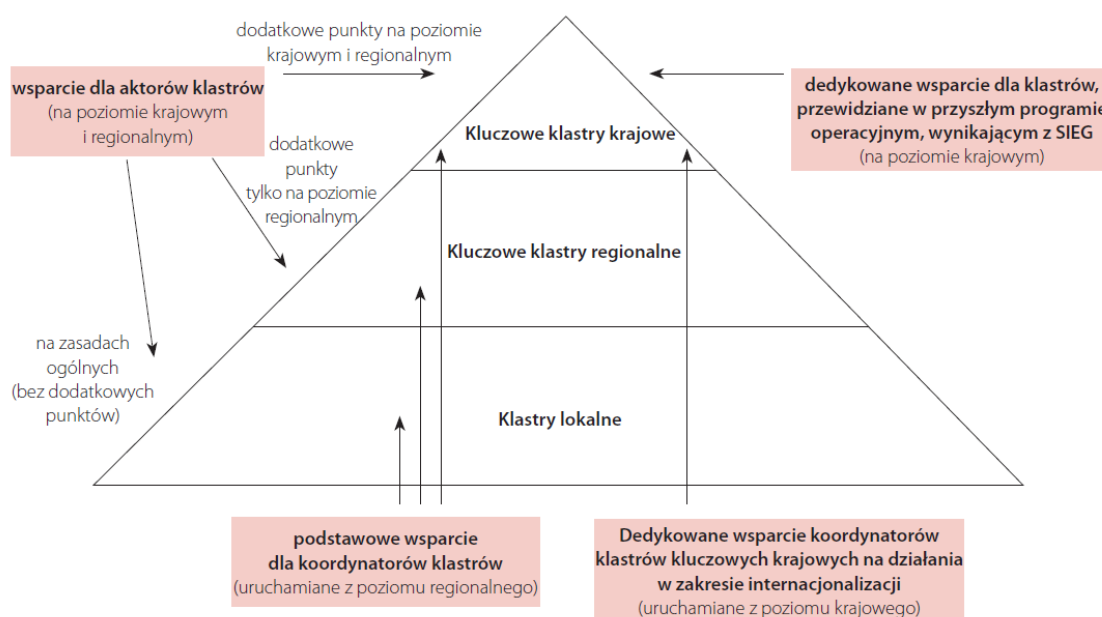 dodatkowe punkty na poziomie
krajowym i regionalnym
wsparcie dla aktorów klastrów
(na poziomie krajowym
i regionalnym)
dedykowane wsparcie dla klastrów,
przewidziane w przyszłym programie
operacyjnym, wynikającym z SIEG
(na poziomie krajowym)
Kluczowe klastry krajowe
dodatkowe
punkty
tylko na poziomie
regionalnym
Kluczowe klastry regionalne
na zasadach
ogólnych
(bez dodatkowych
punktów)
Klastry lokalne
podstawowe wsparcie
dla koordynatorów klastrów
(uruchamiane z poziomu regionalnego)
Dedykowane wsparcie koordynatorów
klastrów kluczowych krajowych na działania
w zakresie internacjonalizacji
(uruchamiane z poziomu krajowego)